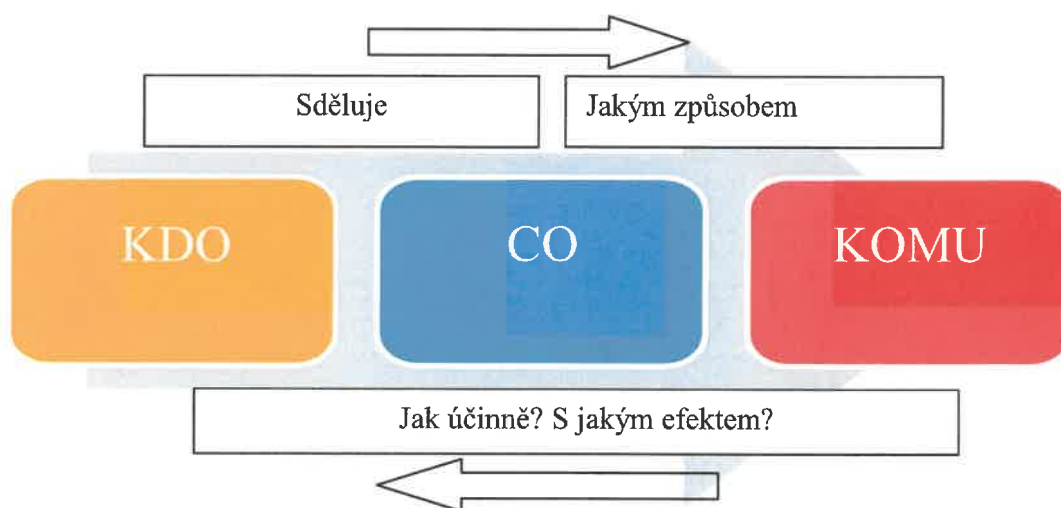 Sděluje
Jakým způsobem
KDO
CO
KOMU
Jak účinně? S jakým efektem?